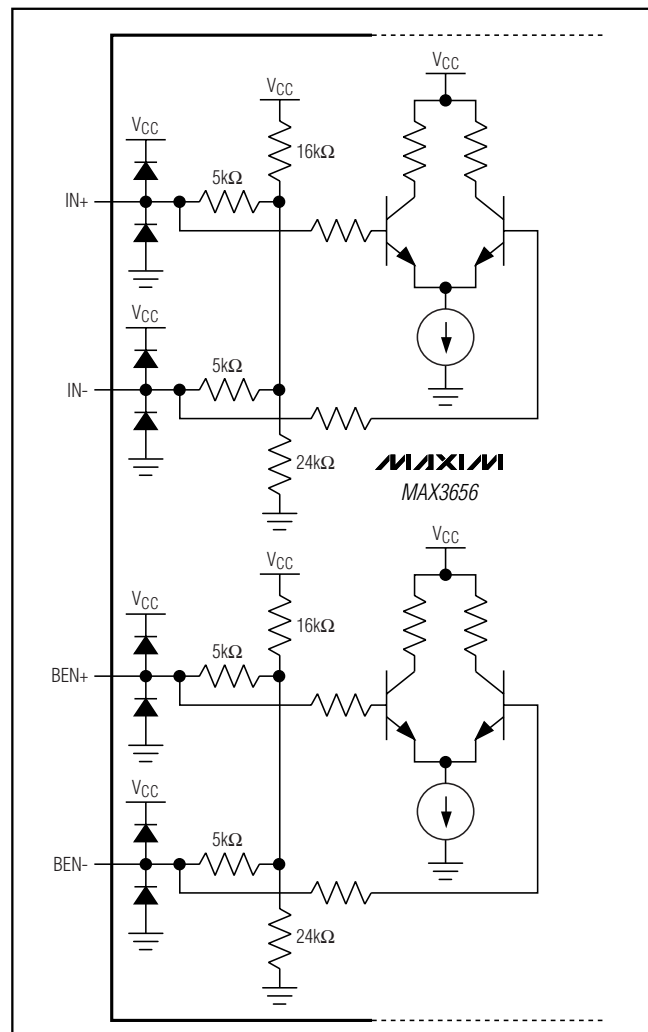 VCC
VCC
VCC
16kΩ
5kΩ
IN+
VCC
5kΩ
IN-
24kΩ
MAXIM
MAX3656
VCC
VCC
VCC
16kΩ
5kΩ
BEN+
VCC
5kΩ
BEN-
24kΩ